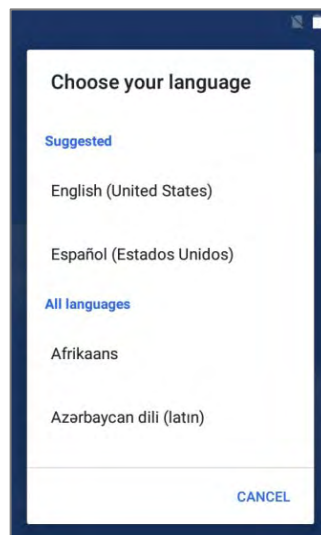 Choose your language
Suggested
English (United States)
Español (Estados Unidos)
All languages
Afrikaans
Azərbaycan dili (latın)
CANCEL